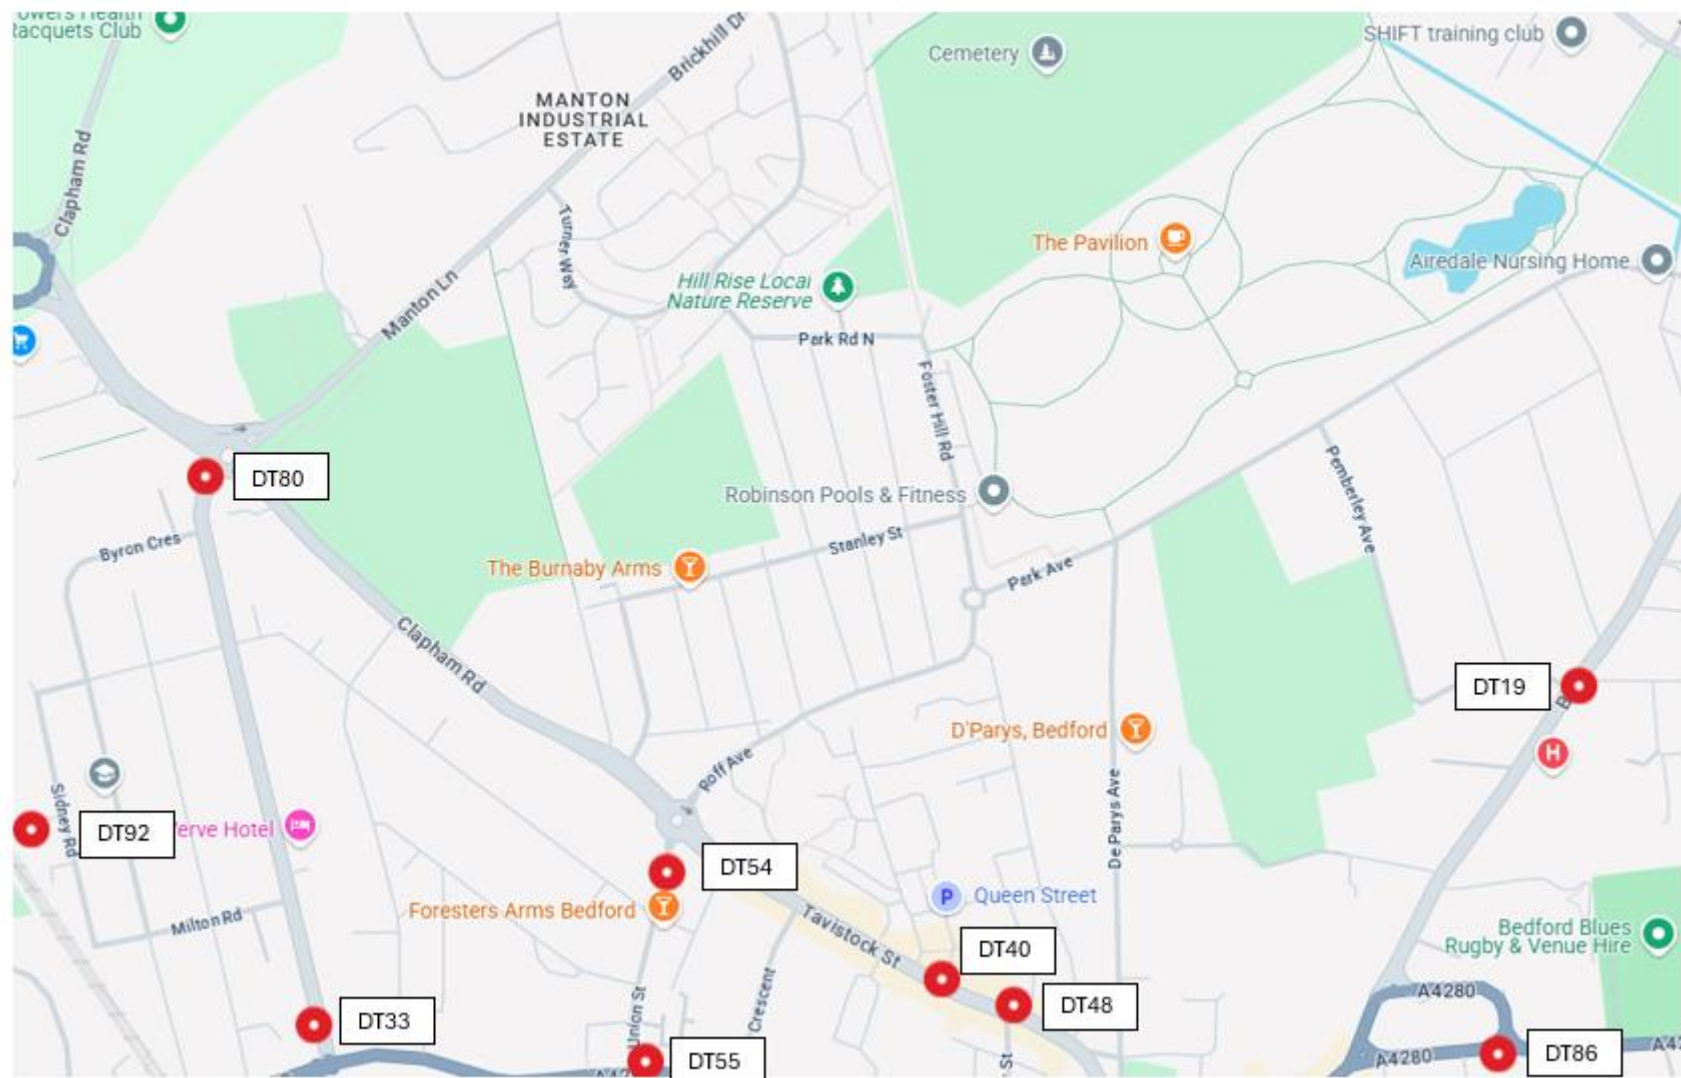 Racquets Club
SHIFT training club
Cemetery
Brickhill Dr
MANTON
INDUSTRIAL
ESTATE
Clapham Rd
Turner Way
The Pavilion
Airedale Nursing Home
Hill Rise Local
Nature Reserve
Manton Ln
Park Rd N
Foster Hill Rd
DT80
Robinson Pools & Fitness
Pemberley Ave
Byron Cres
Stanley St
The Burnaby Arms
Park Ave
Clapham Rd
DT19
B
D'Parys, Bedford
H
Roff Ave
De Parys Ave
Sidney Rd
DT92
erve Hotel
DT54
P
Queen Street
Foresters Arms Bedford
Milton Rd
Tavistock St
Bedford Blues
Rugby & Venue Hire
DT40
Crescent
Union St
A4280
DT48
DT33
DT55
St
A4280
DT86